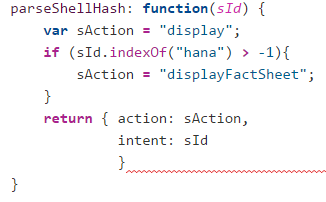 parseShellHash: function(sId) {
    var sAction = "display";
    if (sId.indexOf("hana") > -1){
        sAction = "displayFactSheet";
    }
    return { action: sAction,
             intent: sId
             }
}